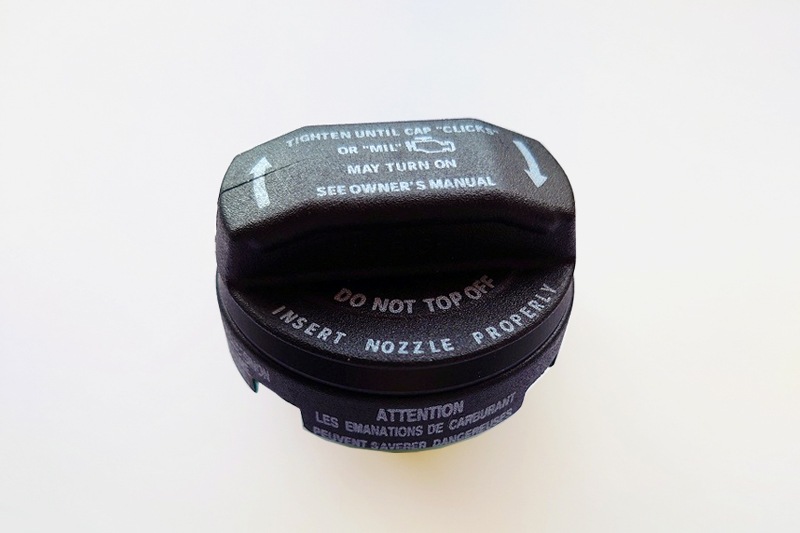 TIGHTEN UNTIL CAP "CLICKS"
OR "MIL"
MAY TURN ON
SEE OWNER'S MANUAL
DO NOT TOP OFF
INSERT NOZZLE PROPERLY
ATTENTION
LES EMANATIONS DE CARBURANT
PEUVENT S'AVERER DANGEREUSES